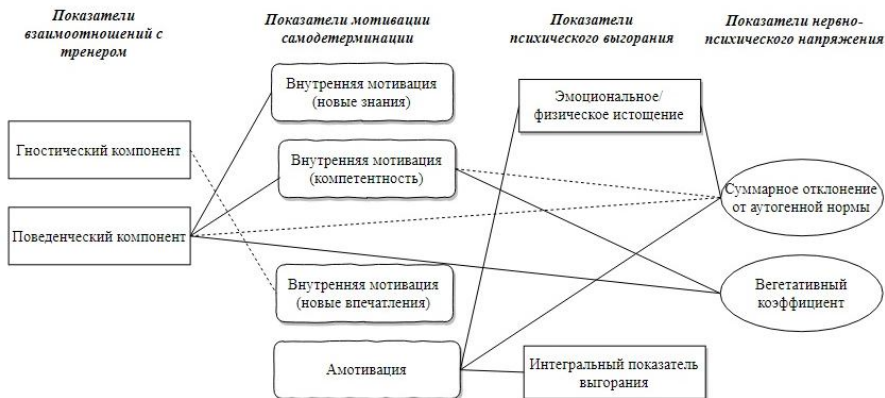 Показатели
взаимоотношений с
тренером
Показатели мотивации
самодетерминации
Показатели
психического выгорания
Показатели нервно-
психического напряжения
Гностический компонент
Поведенческий компонент
Внутренняя мотивация
(новые знания)
Внутренняя мотивация
(компетентность)
Внутренняя мотивация
(новые впечатления)
Амотивация
Эмоциональное/
физическое истощение
Интегральный показатель
выгорания
Суммарное отклонение
от аутогенной нормы
Вегетативный
коэффициент